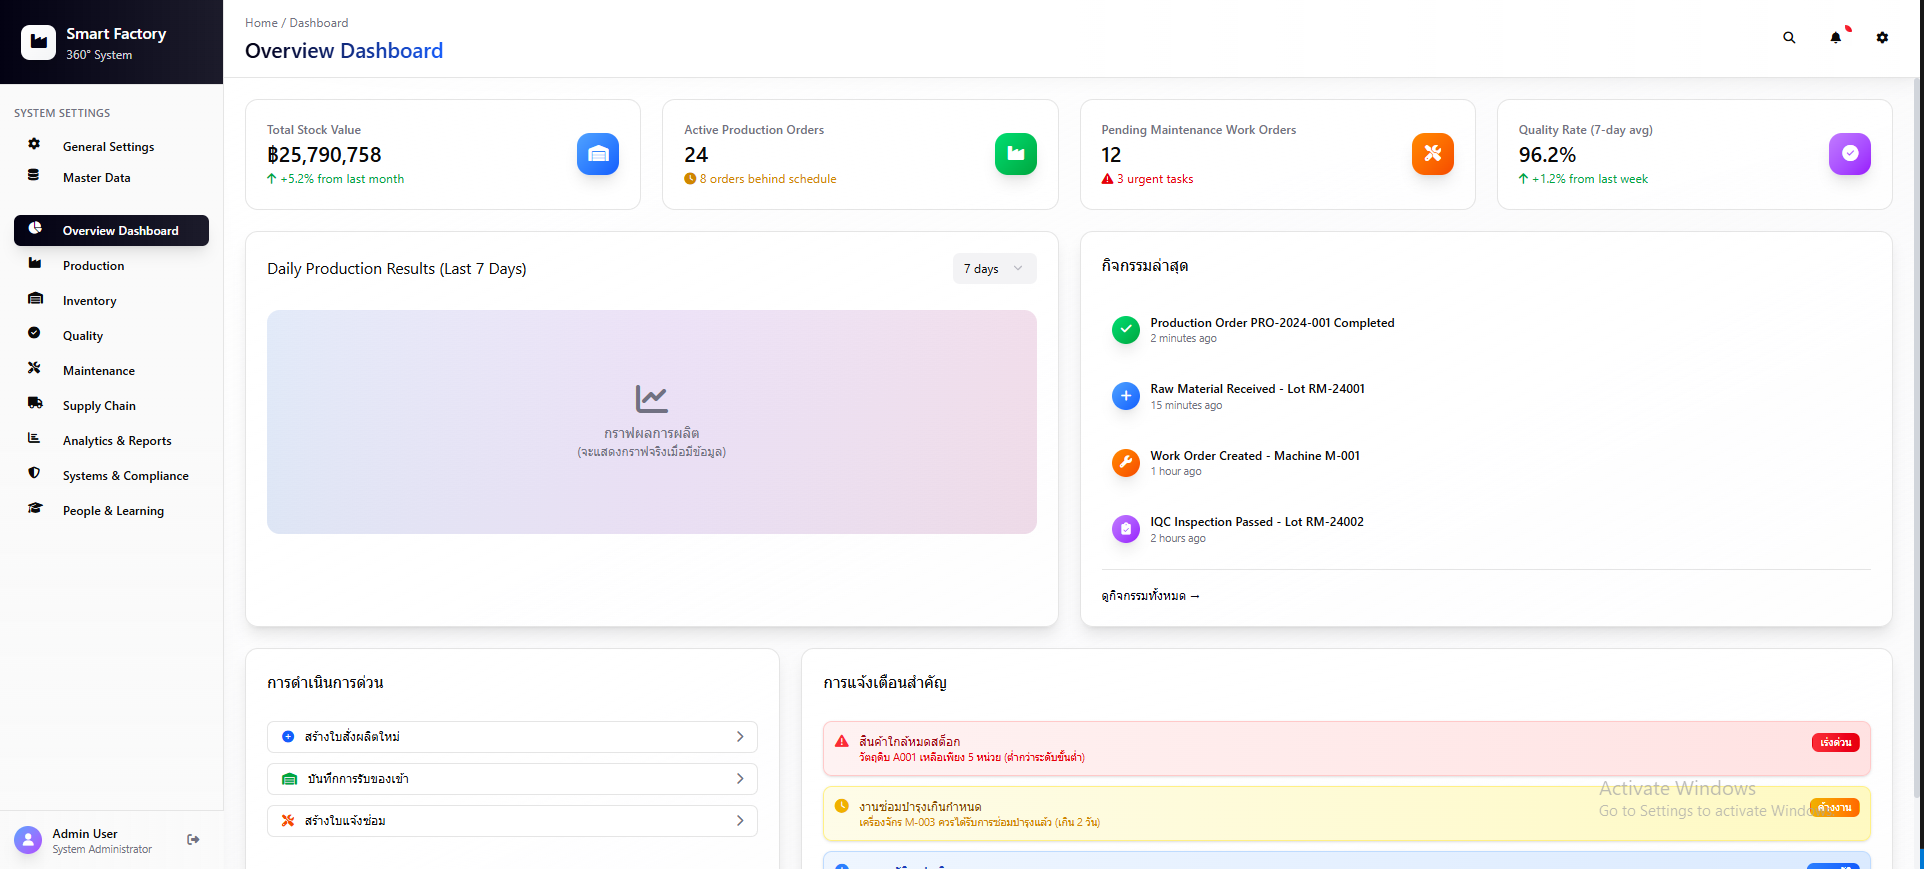 Smart Factory
360° System
SYSTEM SETTINGS
General Settings
Master Data
Overview Dashboard
Production
Inventory
Quality
Maintenance
Supply Chain
Analytics & Reports
Systems & Compliance
People & Learning
Admin User
System Administrator
Home / Dashboard
Overview Dashboard
Total Stock Value
฿25,790,758
+5.2% from last month
Active Production Orders
24
8 orders behind schedule
Pending Maintenance Work Orders
12
3 urgent tasks
Quality Rate (7-day avg)
96.2%
+1.2% from last week
Daily Production Results (Last 7 Days)
7 days
กราฟผลการผลิต
(จะแสดงกราฟจริงเมื่อมีข้อมูล)
กิจกรรมล่าสุด
Production Order PRO-2024-001 Completed
2 minutes ago
Raw Material Received - Lot RM-24001
15 minutes ago
Work Order Created - Machine M-001
1 hour ago
IQC Inspection Passed - Lot RM-24002
2 hours ago
ดูกิจกรรมทั้งหมด →
การดำเนินการด่วน
สร้างใบสั่งผลิตใหม่
บันทึกการรับของเข้า
สร้างใบแจ้งซ่อม
การแจ้งเตือนสำคัญ
สินค้าใกล้หมดสต็อก
วัตถุดิบ A001 เหลือเพียง 5 หน่วย (ต่ำกว่าระดับขั้นต่ำ)
เร่งด่วน
งานซ่อมบำรุงเกินกำหนด
เครื่องจักร M-003 ควรได้รับการซ่อมบำรุงแล้ว (เกิน 2 วัน)
ค้างงาน
Activate Windows
Go to Settings to activate Windo